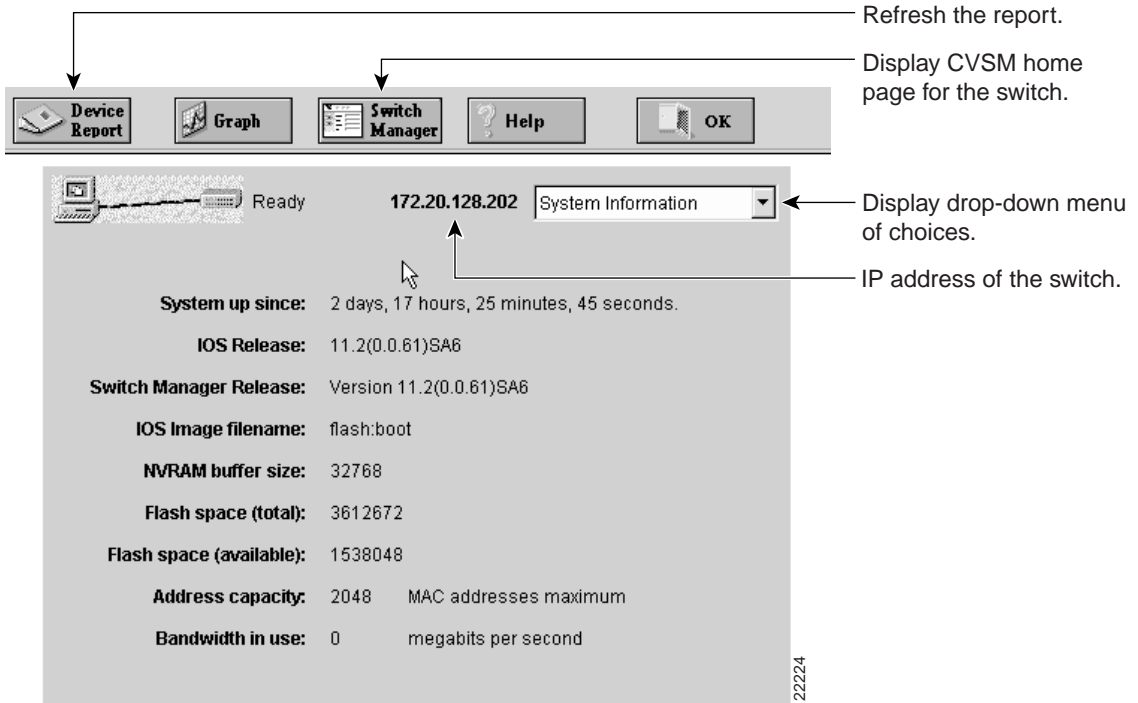 Refresh the report.
Display CVSM home
page for the switch.
Device
Report
Graph
Switch
Manager
Help
OK
Ready
172.20.128.202
System Information
Display drop-down menu
of choices.
IP address of the switch.
System up since: 2 days, 17 hours, 25 minutes, 45 seconds.
IOS Release: 11.2(0.0.61)SA6
Switch Manager Release: Version 11.2(0.0.61)SA6
IOS Image filename: flash:boot
NVRAM buffer size: 32768
Flash space (total): 3612672
Flash space (available): 1538048
Address capacity: 2048 MAC addresses maximum
Bandwidth in use: 0 megabits per second
22224